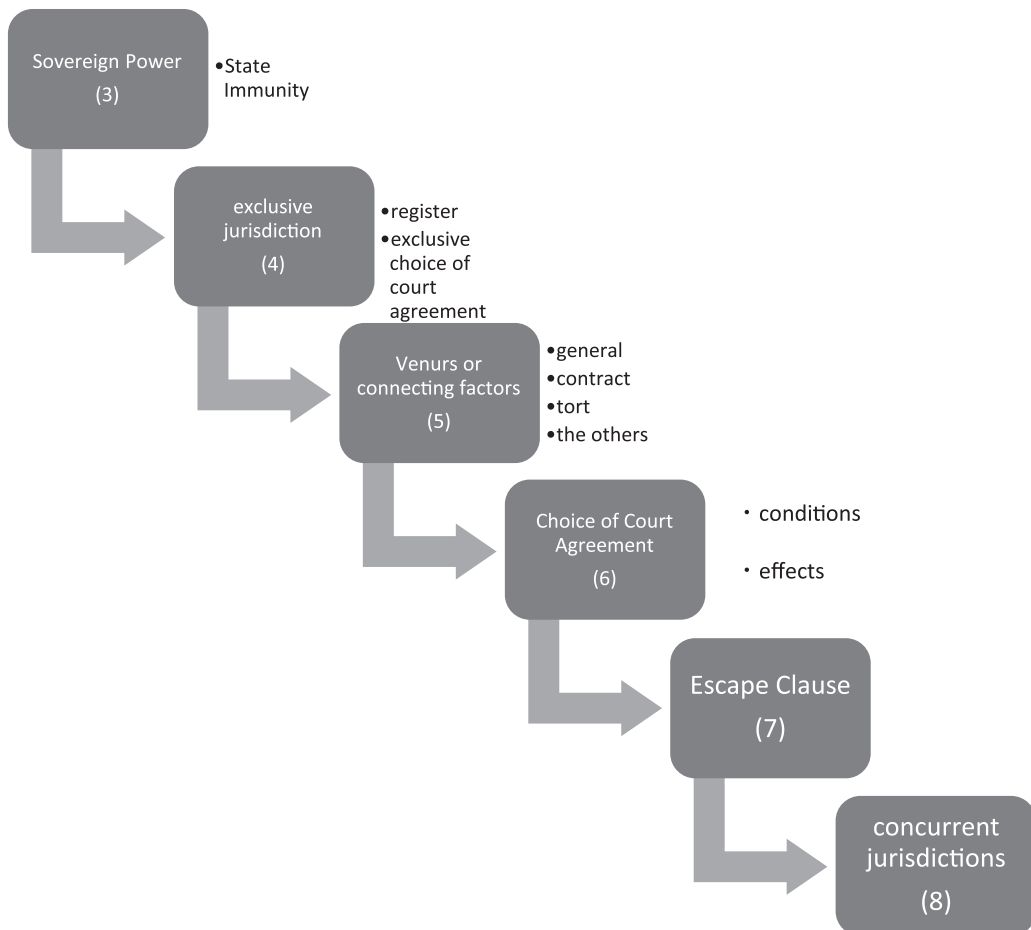 Sovereign Power
(3)
•State
Immunity
exclusive
jurisdiction
(4)
•register
•exclusive
choice of
court
agreement
Venurs or
connecting factors
(5)
•general
•contract
•tort
•the others
Choice of Court
Agreement
(6)
・conditions
・effects
Escape Clause
(7)
concurrent
jurisdictions
(8)